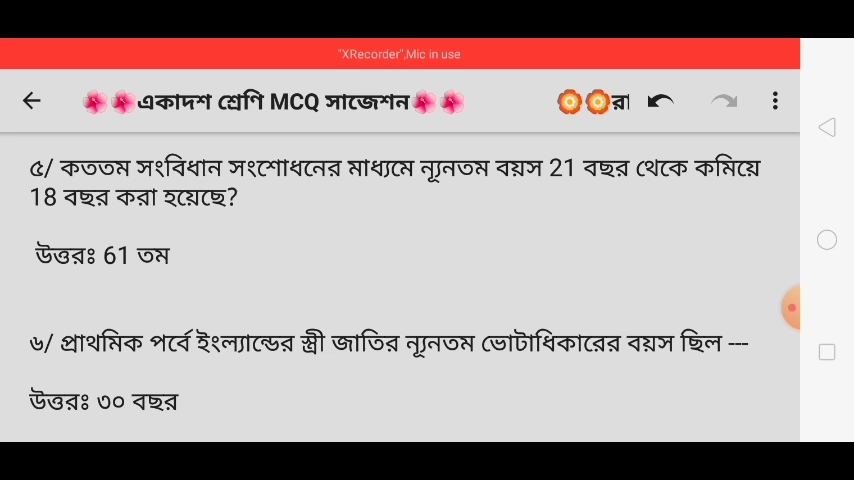 "XRecorder",Mic in use
একাদশ শ্রেণি MCQ সাজেশন
৫/ কততম সংবিধান সংশোধনের মাধ্যমে ন্যূনতম বয়স 21 বছর থেকে কমিয়ে
18 বছর করা হয়েছে?
উত্তরঃ 61 তম
৬/ প্রাথমিক পর্বে ইংল্যান্ডের স্ত্রী জাতির ন্যূনতম ভোটাধিকারের বয়স ছিল ---
উত্তরঃ ৩০ বছর